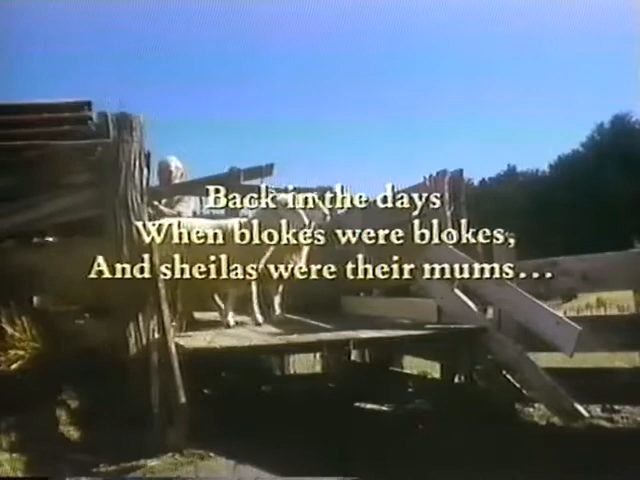 Back in the days
When blokes were blokes,
And sheilas were their mums...